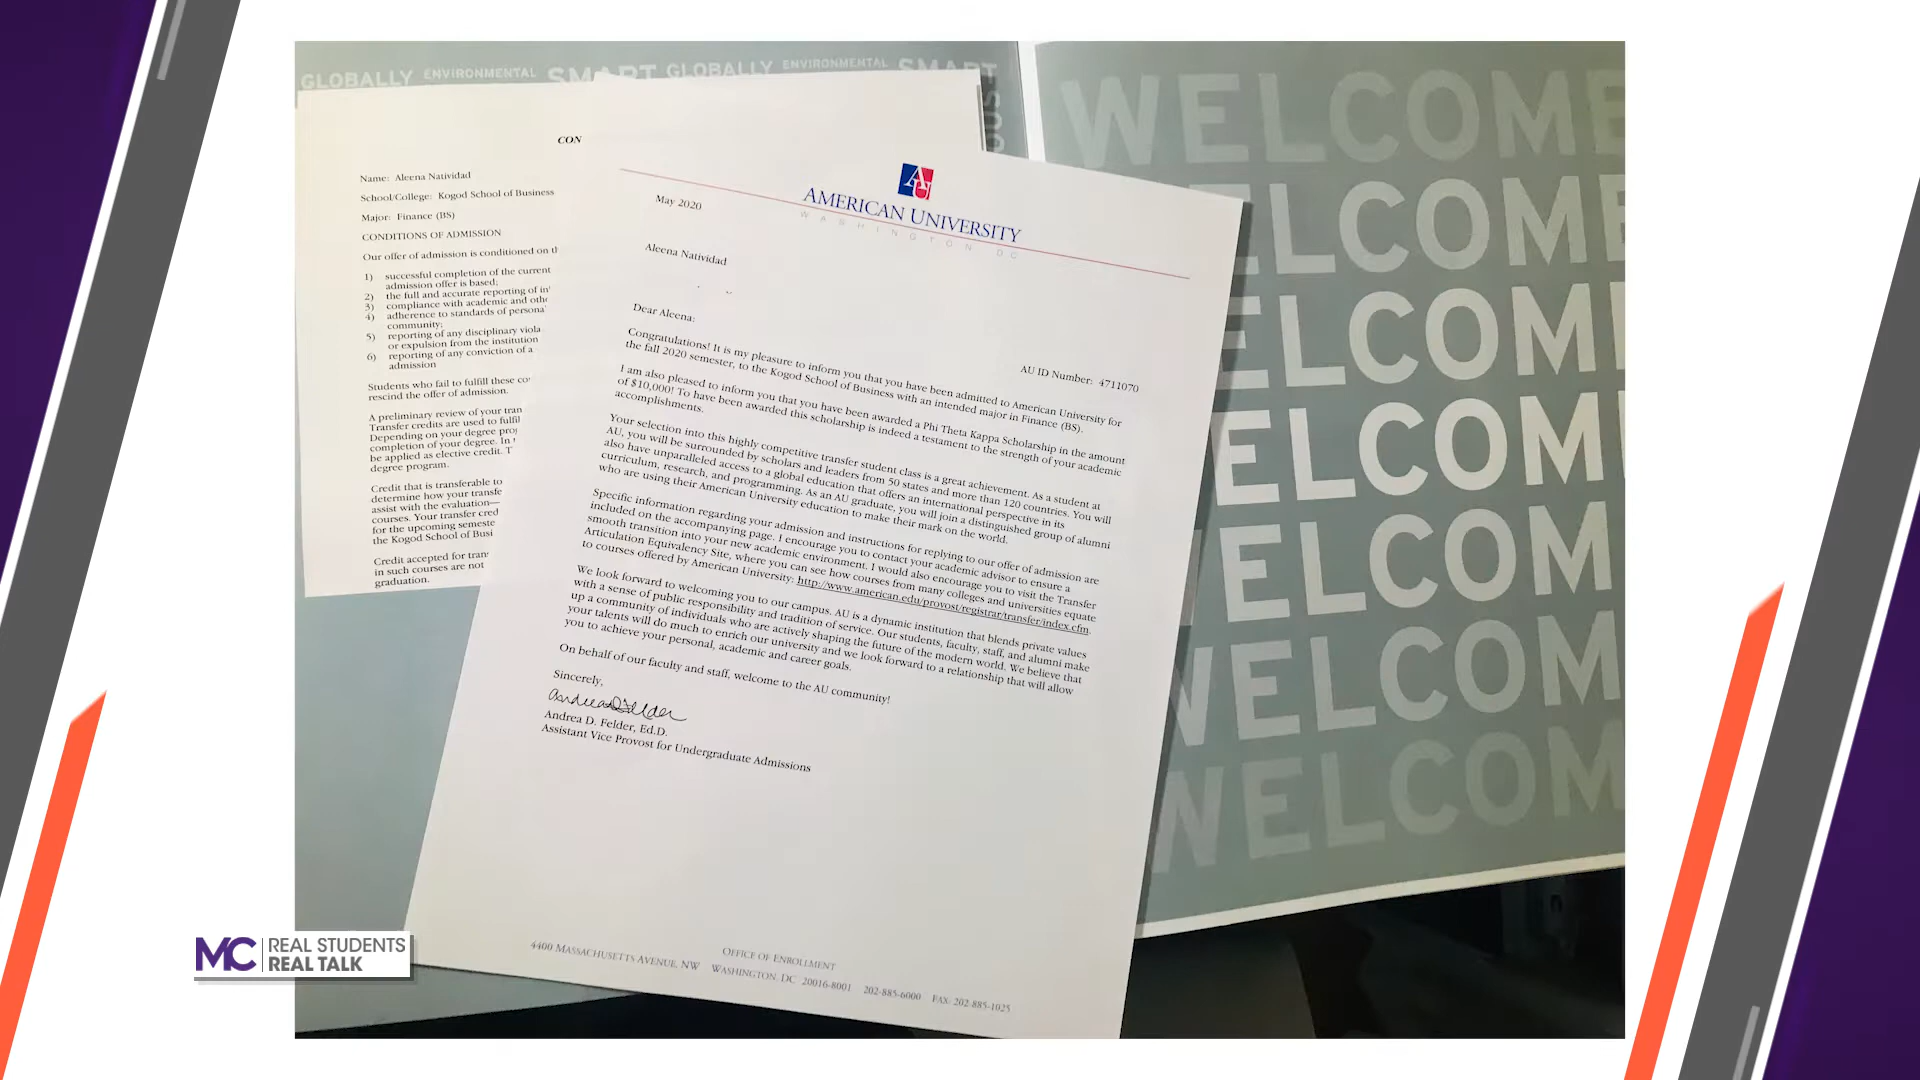 GLOBALLY ENVIRONMENTAL SMART GLOBALLY ENVIRONMENTAL SMART
WELCOME
WELCOME
WELCOME
WELCOME
WELCOME
WELCOME
WELCOM
CON
Name: Aleena Natividad
School/College: Kogod School of Business
Major: Finance (BS)
CONDITIONS OF ADMISSION
Our offer of admission is conditioned on th
1) successful completion of the current
admission offer is based;
2) the full and accurate reporting of in
3) compliance with academic and othe
4) adherence to standards of persona
community;
5) reporting of any disciplinary viola
or expulsion from the institution
6) reporting of any conviction of a
admission
Students who fail to fulfill these co
rescind the offer of admission.
A preliminary review of your tran
Transfer credits are used to fulfil
Depending on your degree prog
completion of your degree. In
be applied as elective credit. T
degree program.
Credit that is transferable to
determine how your transfe
assist with the evaluation—
courses. Your transfer cred
for the upcoming semeste
the Kogod School of Busi
Credit accepted for tran
in such courses are not
graduation.
AU
AMERICAN UNIVERSITY
WASHINGTON DC
May 2020
Aleena Natividad
AU ID Number: 4711070
Dear Aleena:
Congratulations! It is my pleasure to inform you that you have been admitted to American University for
the fall 2020 semester, to the Kogod School of Business with an intended major in Finance (BS).
I am also pleased to inform you that you have been awarded a Phi Theta Kappa Scholarship in the amount
of $10,000! To have been awarded this scholarship is indeed a testament to the strength of your academic
accomplishments.
Your selection into this highly competitive transfer student class is a great achievement. As a student at
AU, you will be surrounded by scholars and leaders from 50 states and more than 120 countries. You will
also have unparalleled access to a global education that offers an international perspective in its
curriculum, research, and programming. As an AU graduate, you will join a distinguished group of alumni
who are using their American University education to make their mark on the world.
Specific information regarding your admission and instructions for replying to our offer of admission are
included on the accompanying page. I encourage you to contact your academic advisor to ensure a
smooth transition into your new academic environment. I would also encourage you to visit the Transfer
Articulation Equivalency Site, where you can see how courses from many colleges and universities equate
to courses offered by American University: http://www.american.edu/provost/registrar/transfer/index.cfm.
We look forward to welcoming you to our campus. AU is a dynamic institution that blends private values
with a sense of public responsibility and tradition of service. Our students, faculty, staff, and alumni make
up a community of individuals who are actively shaping the future of the modern world. We believe that
your talents will do much to enrich our university and we look forward to a relationship that will allow
you to achieve your personal, academic and career goals.
On behalf of our faculty and staff, welcome to the AU community!
Sincerely,
Andrea D. Felder
Andrea D. Felder, Ed.D.
Assistant Vice Provost for Undergraduate Admissions
OFFICE OF ENROLLMENT
4400 MASSACHUSETTS AVENUE, NW WASHINGTON, DC 20016-8001 202-885-6000 FAX: 202-885-1025
MC REAL STUDENTS
REAL TALK